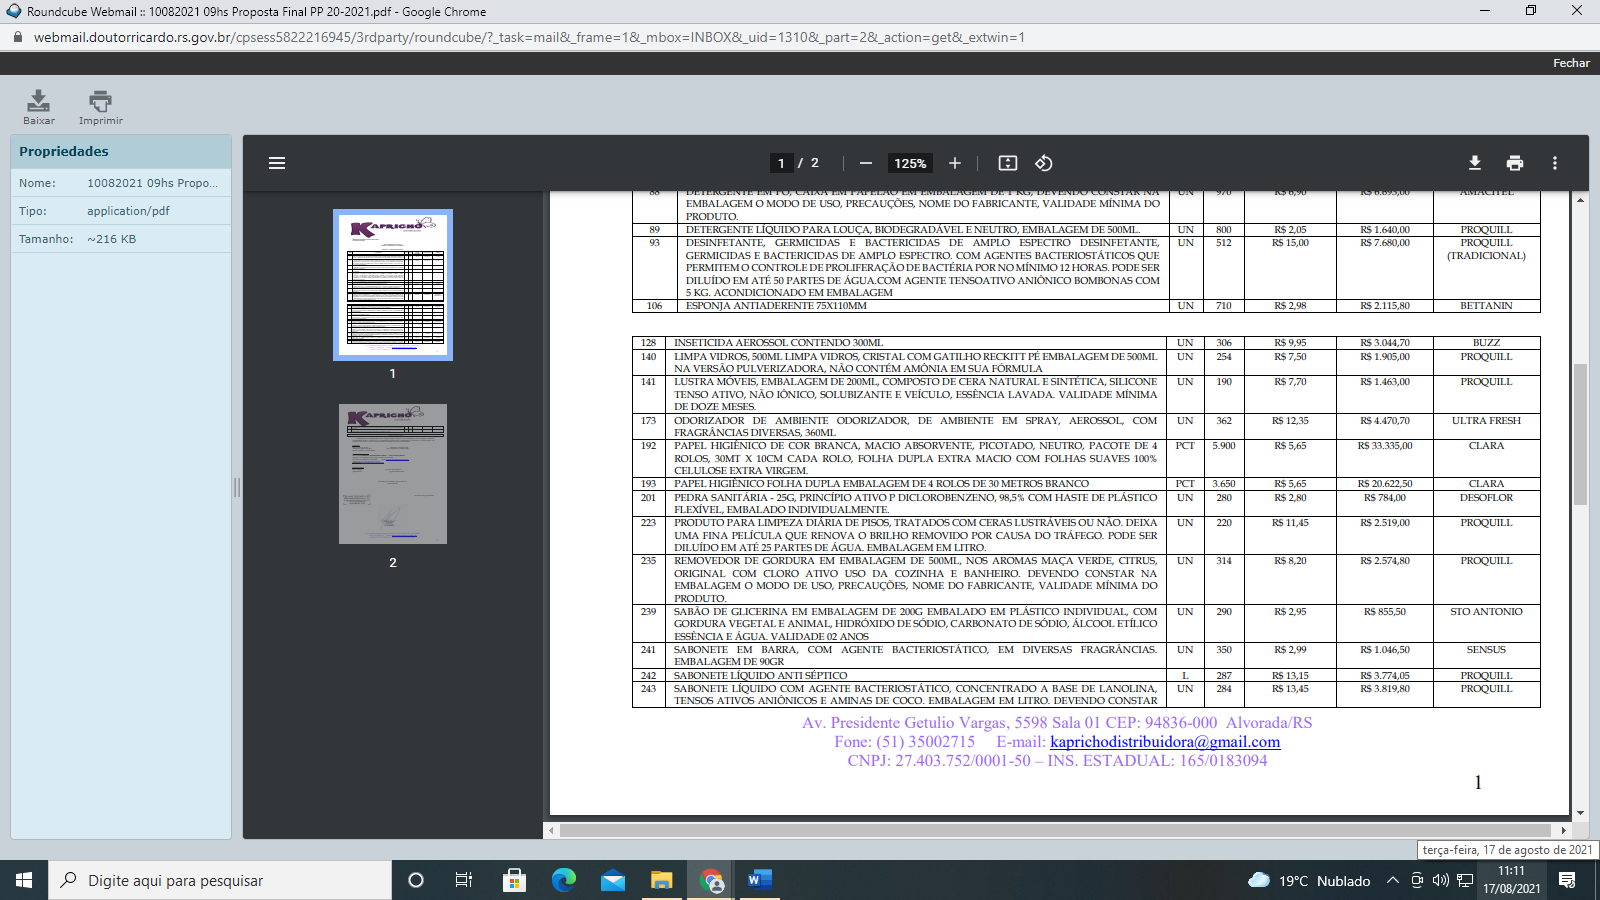 Roundcube Webmail :: 10082021 09hs Proposta Final PP 20-2021.pdf - Google Chrome
webmail.doutorricardo.rs.gov.br/cpsess5822216945/3rdparty/roundcube/?_task=mail&_frame=1&_mbox=INBOX&_uid=1310&_part=2&_action=get&_extwin=1
Fechar
Baixar
Imprimir
Propriedades
Nome: 10082021 09hs Propo...
Tipo: application/pdf
Tamanho: ~216 KB
1 / 2
125%
KAPRICHO
1
KAPRICHO
2
88 DETERGENTE EM PÓ, CAIXA EM PAPELÃO EM EMBALAGEM DE 1 KG, DEVENDO CONSTAR NA UN 970 R$ 6,90 R$ 6.693,00 AMACITEL
EMBALAGEM O MODO DE USO, PRECAUÇÕES, NOME DO FABRICANTE, VALIDADE MÍNIMA DO
PRODUTO.
89 DETERGENTE LÍQUIDO PARA LOUÇA, BIODEGRADÁVEL E NEUTRO, EMBALAGEM DE 500ML. UN 800 R$ 2,05 R$ 1.640,00 PROQUILL
93 DESINFETANTE, GERMICIDAS E BACTERICIDAS DE AMPLO ESPECTRO DESINFETANTE, UN 512 R$ 15,00 R$ 7.680,00 PROQUILL
GERMICIDAS E BACTERICIDAS DE AMPLO ESPECTRO. COM AGENTES BACTERIOSTÁTICOS QUE (TRADICIONAL)
PERMITEM O CONTROLE DE PROLIFERAÇÃO DE BACTÉRIA POR NO MÍNIMO 12 HORAS. PODE SER
DILUÍDO EM ATÉ 50 PARTES DE ÁGUA.COM AGENTE TENSOATIVO ANIÔNICO BOMBONAS COM
5 KG. ACONDICIONADO EM EMBALAGEM
106 ESPONJA ANTIADERENTE 75X110MM UN 710 R$ 2,98 R$ 2.115,80 BETTANIN
128 INSETICIDA AEROSSOL CONTENDO 300ML UN 306 R$ 9,95 R$ 3.044,70 BUZZ
140 LIMPA VIDROS, 500ML LIMPA VIDROS, CRISTAL COM GATILHO RECKITT PÉ EMBALAGEM DE 500ML UN 254 R$ 7,50 R$ 1.905,00 PROQUILL
NA VERSÃO PULVERIZADORA, NÃO CONTÉM AMÔNIA EM SUA FÓRMULA
141 LUSTRA MÓVEIS, EMBALAGEM DE 200ML, COMPOSTO DE CERA NATURAL E SINTÉTICA, SILICONE UN 190 R$ 7,70 R$ 1.463,00 PROQUILL
TENSO ATIVO, NÃO IÔNICO, SOLUBIZANTE E VEÍCULO, ESSÊNCIA LAVADA. VALIDADE MÍNIMA
DE DOZE MESES.
173 ODORIZADOR DE AMBIENTE ODORIZADOR, DE AMBIENTE EM SPRAY, AEROSSOL, COM UN 362 R$ 12,35 R$ 4.470,70 ULTRA FRESH
FRAGRÂNCIAS DIVERSAS, 360ML
192 PAPEL HIGIÊNICO DE COR BRANCA, MACIO ABSORVENTE, PICOTADO, NEUTRO, PACOTE DE 4 PCT 5.900 R$ 5,65 R$ 33.335,00 CLARA
ROLOS, 30MT X 10CM CADA ROLO, FOLHA DUPLA EXTRA MACIO COM FOLHAS SUAVES 100%
CELULOSE EXTRA VIRGEM.
193 PAPEL HIGIÊNICO FOLHA DUPLA EMBALAGEM DE 4 ROLOS DE 30 METROS BRANCO PCT 3.650 R$ 5,65 R$ 20.622,50 CLARA
201 PEDRA SANITÁRIA - 25G, PRINCÍPIO ATIVO P DICLOROBENZENO, 98,5% COM HASTE DE PLÁSTICO UN 280 R$ 2,80 R$ 784,00 DESOFLOR
FLEXÍVEL, EMBALADO INDIVIDUALMENTE.
223 PRODUTO PARA LIMPEZA DIÁRIA DE PISOS, TRATADOS COM CERAS LUSTRÁVEIS OU NÃO. DEIXA UN 220 R$ 11,45 R$ 2.519,00 PROQUILL
UMA FINA PELÍCULA QUE RENOVA O BRILHO REMOVIDO POR CAUSA DO TRÁFEGO. PODE SER
DILUÍDO EM ATÉ 25 PARTES DE ÁGUA. EMBALAGEM EM LITRO.
235 REMOVEDOR DE GORDURA EM EMBALAGEM DE 500ML, NOS AROMAS MAÇA VERDE, CITRUS, UN 314 R$ 8,20 R$ 2.574,80 PROQUILL
ORIGINAL COM CLORO ATIVO USO DA COZINHA E BANHEIRO. DEVENDO CONSTAR NA
EMBALAGEM O MODO DE USO, PRECAUÇÕES, NOME DO FABRICANTE, VALIDADE MÍNIMA DO
PRODUTO.
239 SABÃO DE GLICERINA EM EMBALAGEM DE 200G EMBALADO EM PLÁSTICO INDIVIDUAL, COM UN 290 R$ 2,95 R$ 855,50 STO ANTONIO
GORDURA VEGETAL E ANIMAL, HIDRÓXIDO DE SÓDIO, CARBONATO DE SÓDIO, ÁLCOOL ETÍLICO
ESSÊNCIA E ÁGUA. VALIDADE 02 ANOS
241 SABONETE EM BARRA, COM AGENTE BACTERIOSTÁTICO, EM DIVERSAS FRAGRÂNCIAS. UN 350 R$ 2,99 R$ 1.046,50 SENSUS
EMBALAGEM DE 90GR
242 SABONETE LÍQUIDO ANTI SÉPTICO L 287 R$ 13,15 R$ 3.774,05 PROQUILL
243 SABONETE LÍQUIDO COM AGENTE BACTERIOSTÁTICO, CONCENTRADO A BASE DE LANOLINA, UN 284 R$ 13,45 R$ 3.819,80 PROQUILL
TENSOS ATIVOS ANIÔNICOS E AMINAS DE COCO. EMBALAGEM EM LITRO. DEVENDO CONSTAR
Av. Presidente Getulio Vargas, 5598 Sala 01 CEP: 94836-000 Alvorada/RS
Fone: (51) 35002715 E-mail: kaprichodistribuidora@gmail.com
CNPJ: 27.403.752/0001-50 – INS. ESTADUAL: 165/0183094
1
terça-feira, 17 de agosto de 2021
Digite aqui para pesquisar
19°C Nublado
11:11
17/08/2021